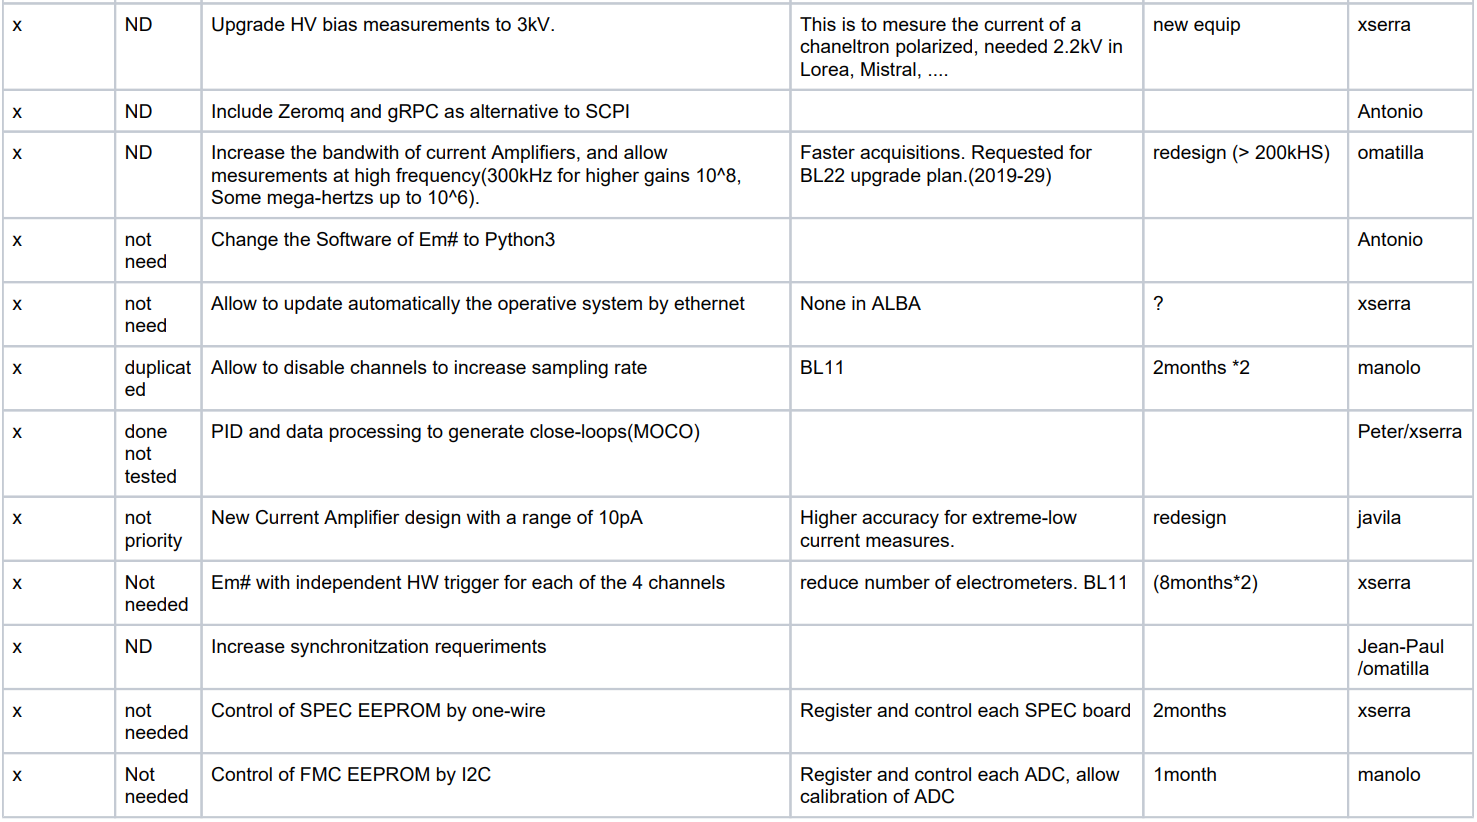 x ND Upgrade HV bias measurements to 3kV. This is to mesure the current of a new equip xserra
chaneltron polarized, needed 2.2kV in
Lorea, Mistral, ....
x ND Include Zeromq and gRPC as alternative to SCPI Antonio
x ND Increase the bandwith of current Amplifiers, and allow Faster acquisitions. Requested for redesign (> 200kHS) omatilla
mesurements at high frequency(300kHz for higher gains 10^8, BL22 upgrade plan.(2019-29)
Some mega-hertzs up to 10^6).
x not Change the Software of Em# to Python3 Antonio
need
x not Allow to update automatically the operative system by ethernet None in ALBA ? xserra
need
x duplicat Allow to disable channels to increase sampling rate BL11 2months *2 manolo
ed
x done PID and data processing to generate close-loops(MOCO) Peter/xserra
not
tested
x not New Current Amplifier design with a range of 10pA Higher accuracy for extreme-low redesign javila
priority current measures.
x Not Em# with independent HW trigger for each of the 4 channels reduce number of electrometers. BL11 (8months*2) xserra
needed
x ND Increase synchronitzation requeriments Jean-Paul
/omatilla
x not Control of SPEC EEPROM by one-wire Register and control each SPEC board 2months xserra
needed
x Not Control of FMC EEPROM by I2C Register and control each ADC, allow 1month manolo
needed calibration of ADC